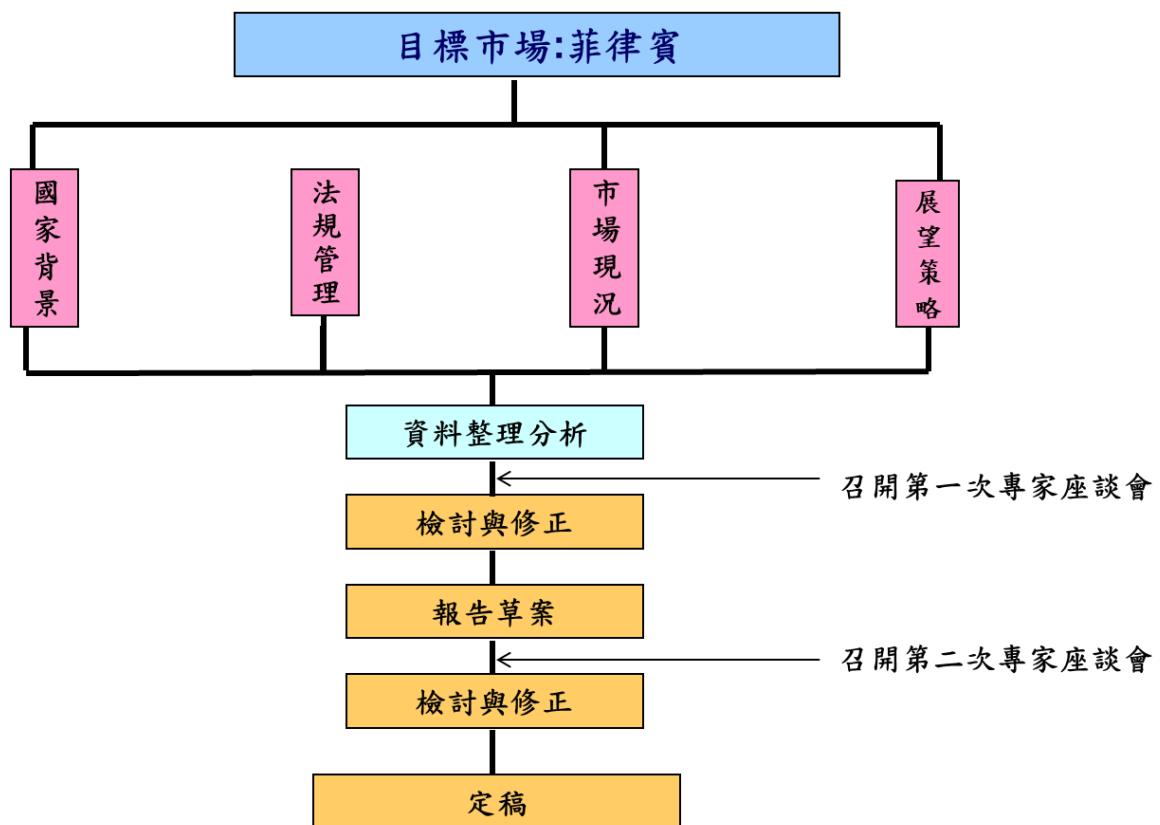 目標市場:菲律賓
國家背景
法規管理
市場現況
展望策略
資料整理分析
召開第一次專家座談會
檢討與修正
報告草案
召開第二次專家座談會
檢討與修正
定稿